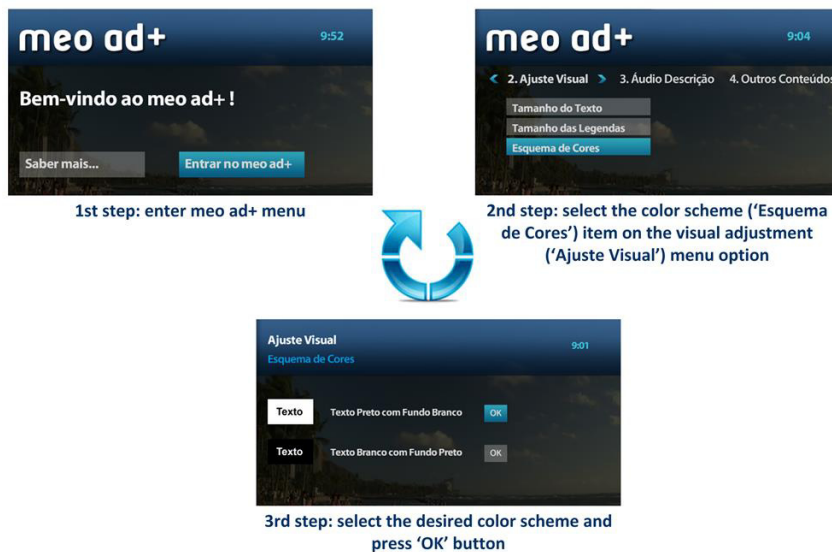 meo ad+
9:52
Bem-vindo ao meo ad+ !
Saber mais...
Entrar no meo ad+
1st step: enter meo ad+ menu
meo ad+
9:04
2. Ajuste Visual
3. Áudio Descrição
4. Outros Conteúdos
Tamanho do Texto
Tamanho das Legendas
Esquema de Cores
2nd step: select the color scheme (‘Esquema
de Cores’) item on the visual adjustment
(‘Ajuste Visual’) menu option
Ajuste Visual
9:01
Esquema de Cores
Texto
Texto Preto com Fundo Branco
OK
Texto
Texto Branco com Fundo Preto
OK
3rd step: select the desired color scheme and
press ‘OK’ button